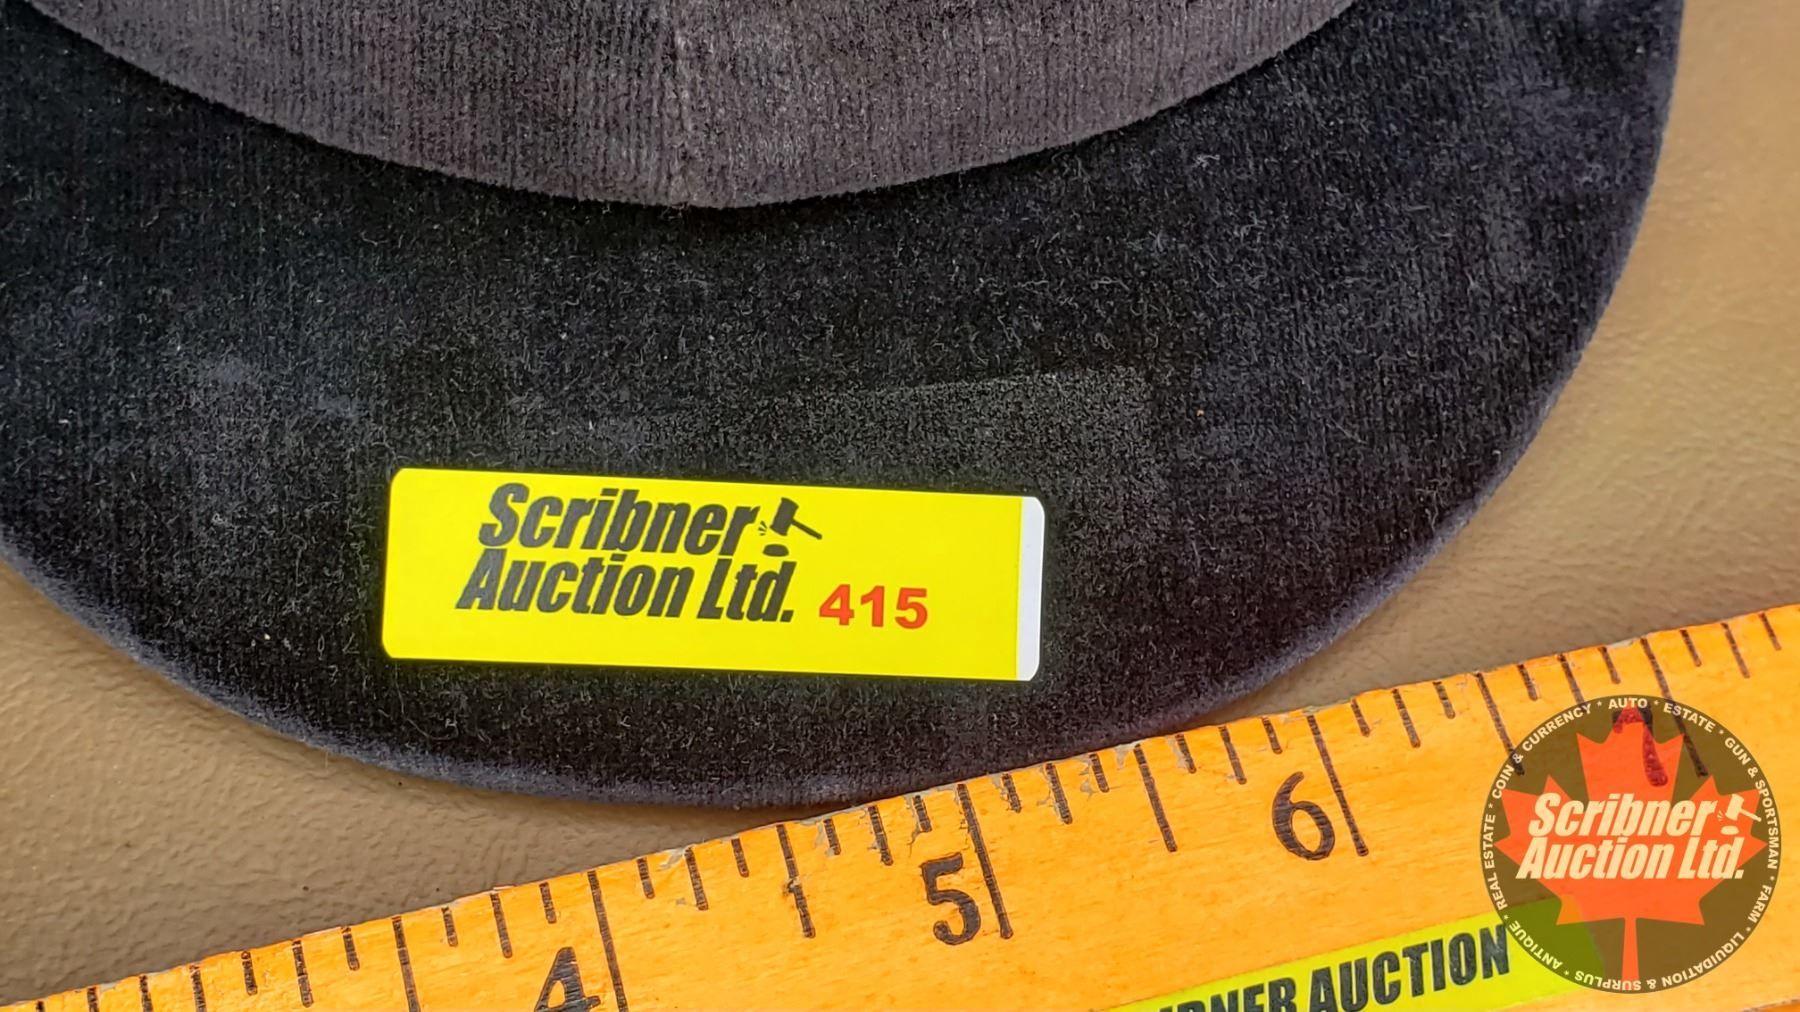 Scribner
Auction Ltd. 415
4 5 6 7
RIBNER AUCTION
Scribner
Auction Ltd.
REAL ESTATE * COIN & CURRENCY * AUTO * ESTATE * GUN & SPORTSMAN * FARM * LIQUIDATION & SURPLUS * ANTIQUE *